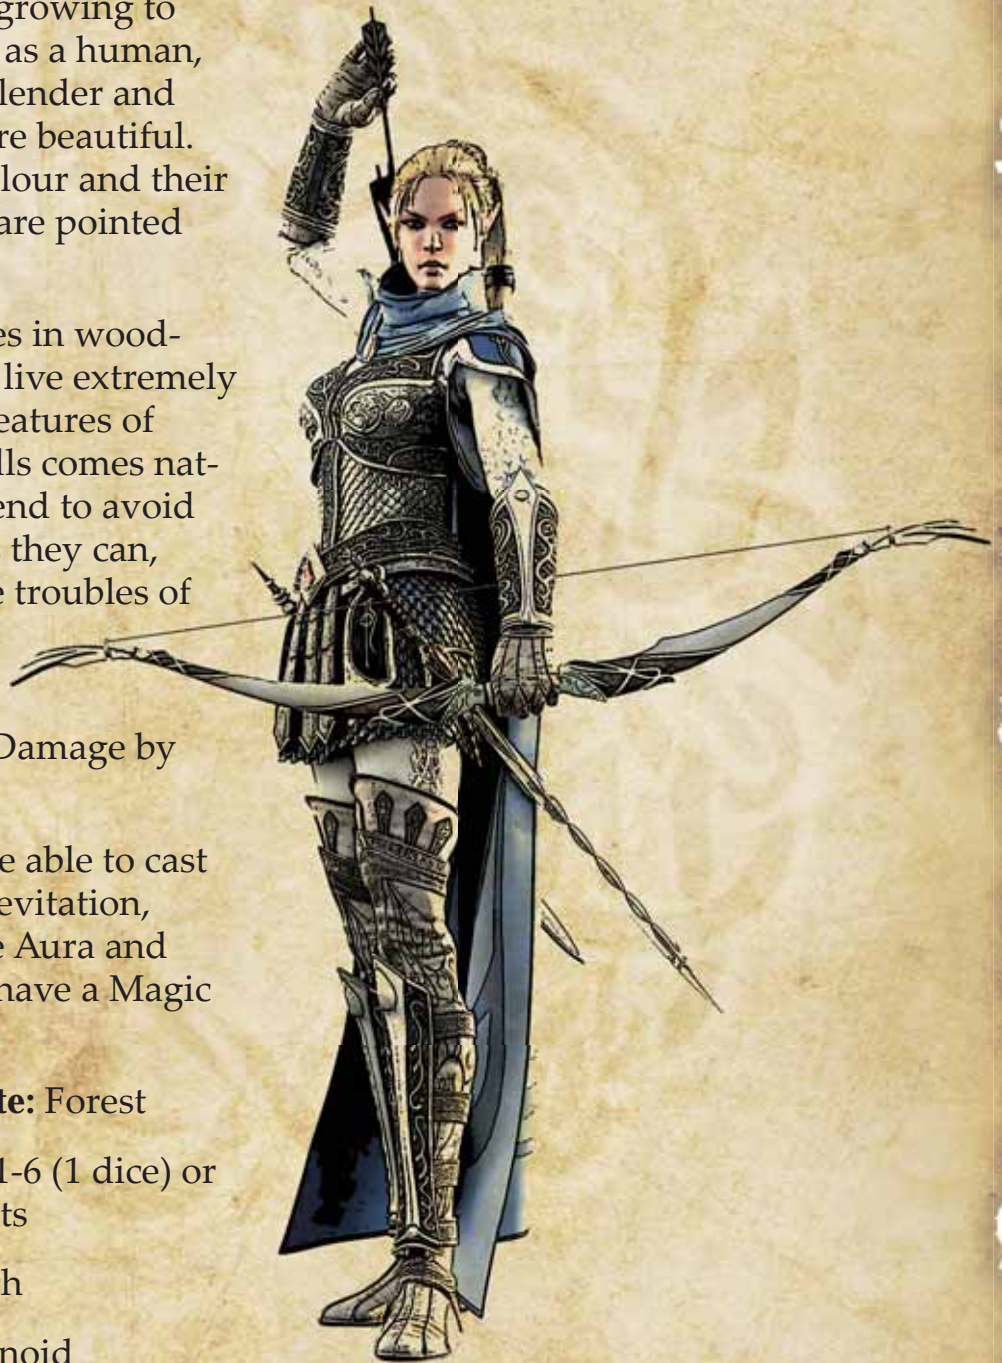 growing to
as a human,
lender and
re beautiful.
lour and their
are pointed
es in wood-
live extremely
eatures of
lls comes nat-
end to avoid
they can,
e troubles of
Damage by
e able to cast
evitation,
e Aura and
have a Magic
te: Forest
1-6 (1 dice) or
ts
h
noid